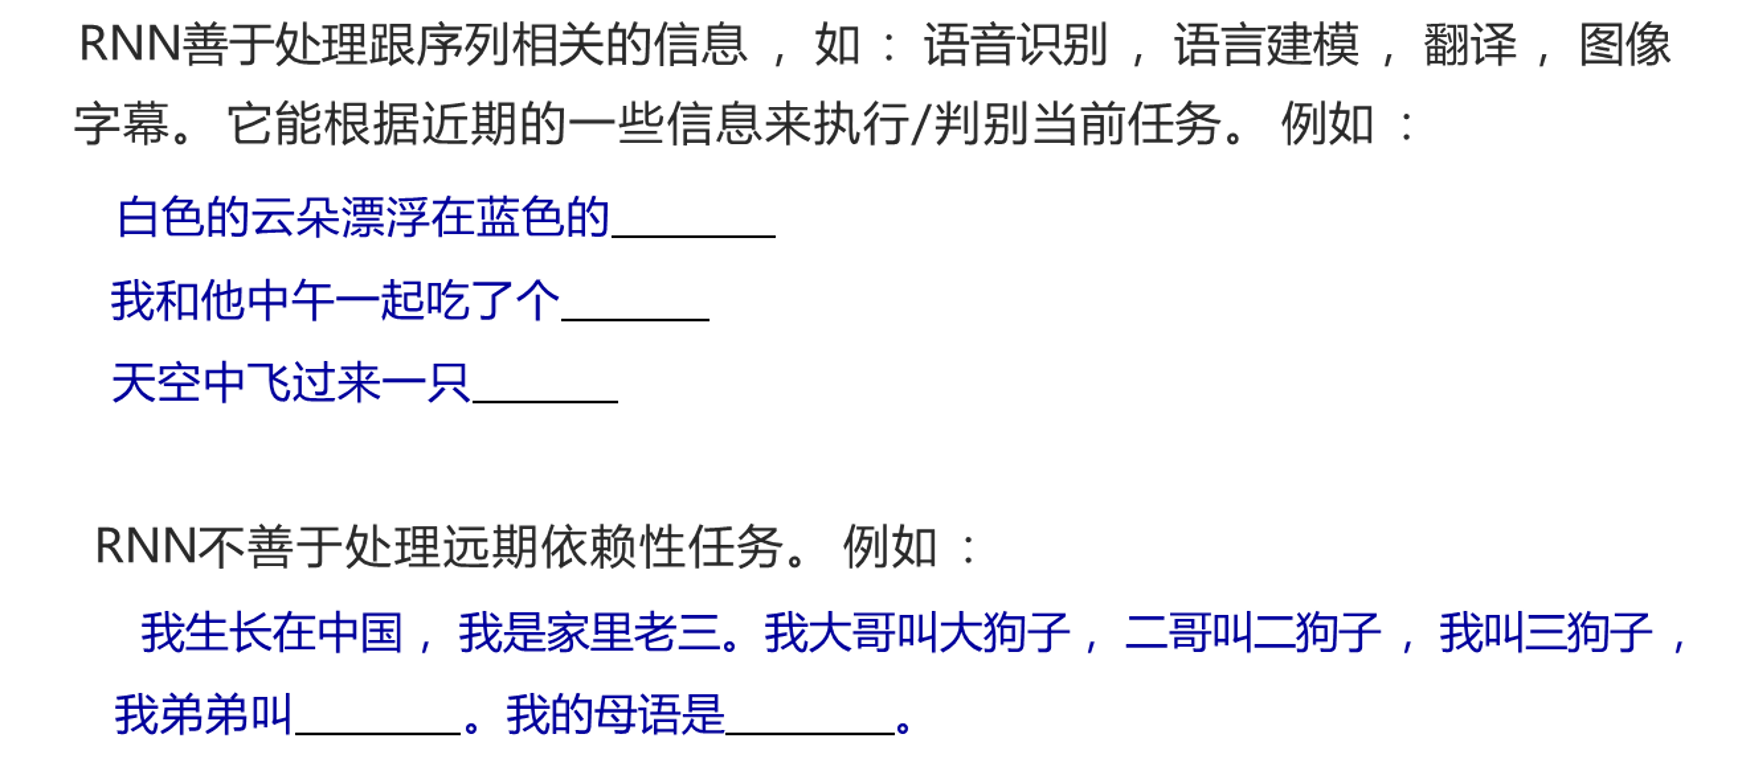 RNN善于处理跟序列相关的信息，如：语音识别，语言建模，翻译，图像
字幕。它能根据近期的一些信息来执行/判别当前任务。例如：
白色的云朵漂浮在蓝色的________
我和他中午一起吃了个_______
天空中飞过来一只_______
RNN不善于处理远期依赖性任务。例如：
我生长在中国，我是家里老三。我大哥叫大狗子，二哥叫二狗子，我叫三狗子，
我弟弟叫________。我的母语是________。